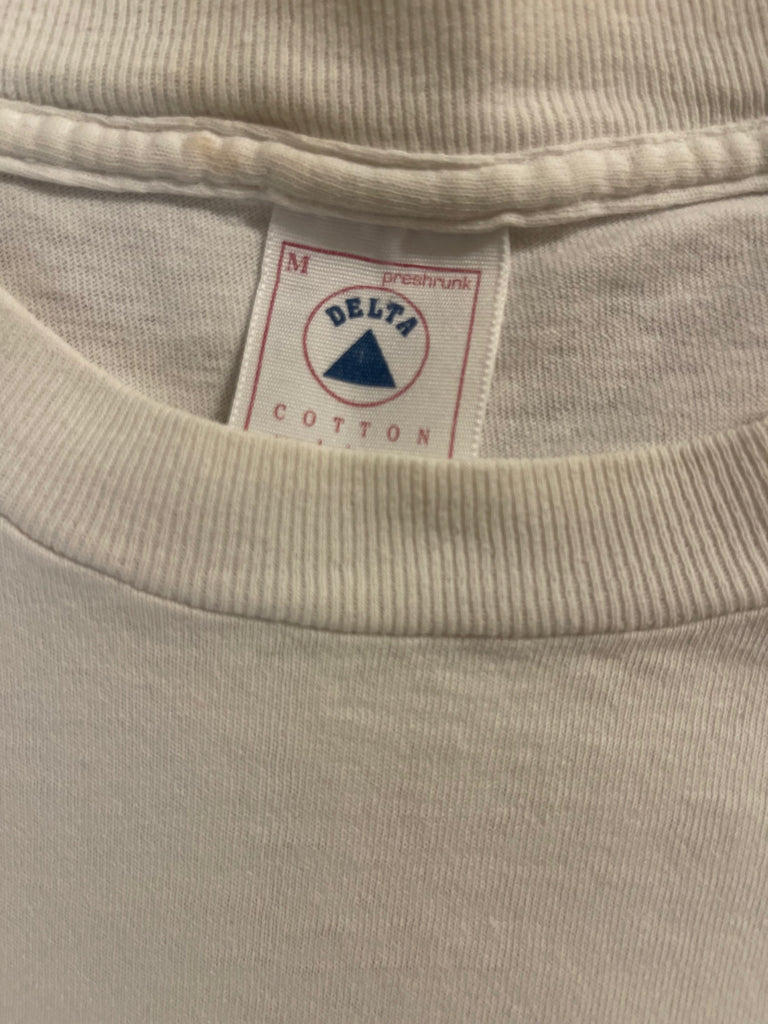 M
preshrunk
DELTA
COTTON